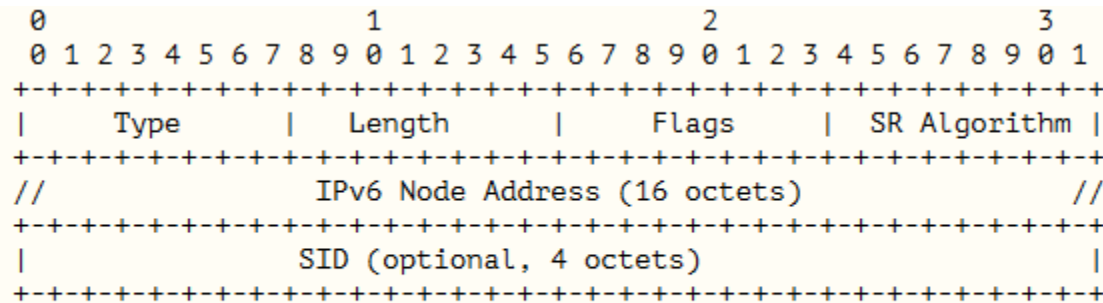 0                   1                   2                   3
 0 1 2 3 4 5 6 7 8 9 0 1 2 3 4 5 6 7 8 9 0 1 2 3 4 5 6 7 8 9 0 1
+-+-+-+-+-+-+-+-+-+-+-+-+-+-+-+-+-+-+-+-+-+-+-+-+-+-+-+-+-+-+-+-+
|     Type      |   Length      |     Flags     |  SR Algorithm |
+-+-+-+-+-+-+-+-+-+-+-+-+-+-+-+-+-+-+-+-+-+-+-+-+-+-+-+-+-+-+-+-+
//                IPv6 Node Address (16 octets)                //
+-+-+-+-+-+-+-+-+-+-+-+-+-+-+-+-+-+-+-+-+-+-+-+-+-+-+-+-+-+-+-+-+
|                SID (optional, 4 octets)                       |
+-+-+-+-+-+-+-+-+-+-+-+-+-+-+-+-+-+-+-+-+-+-+-+-+-+-+-+-+-+-+-+-+